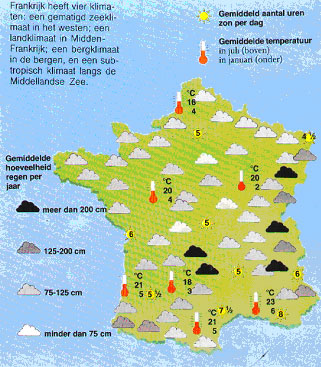 Frankrijk heeft vier klima-
ten: een gematigd zeekli-
maat in het westen; een
landklimaat in Midden-
Frankrijk; een bergklimaat
in de bergen, en een sub-
tropisch klimaat langs de
Middellandse Zee.
Gemiddeld aantal uren
zon per dag
Gemiddelde temperatuur
in juli (boven)
in januari (onder)
°C
16
4
5
4 ½
Gemiddelde
hoeveelheid
regen per
jaar
°C
20
4
°C
20
2
5
meer dan 200 cm
6
125-200 cm
75-125 cm
°C
21
5
5 ½
°C
18
3
6
6
minder dan 75 cm
°C
21
5
7 ½
°C
23
6
8